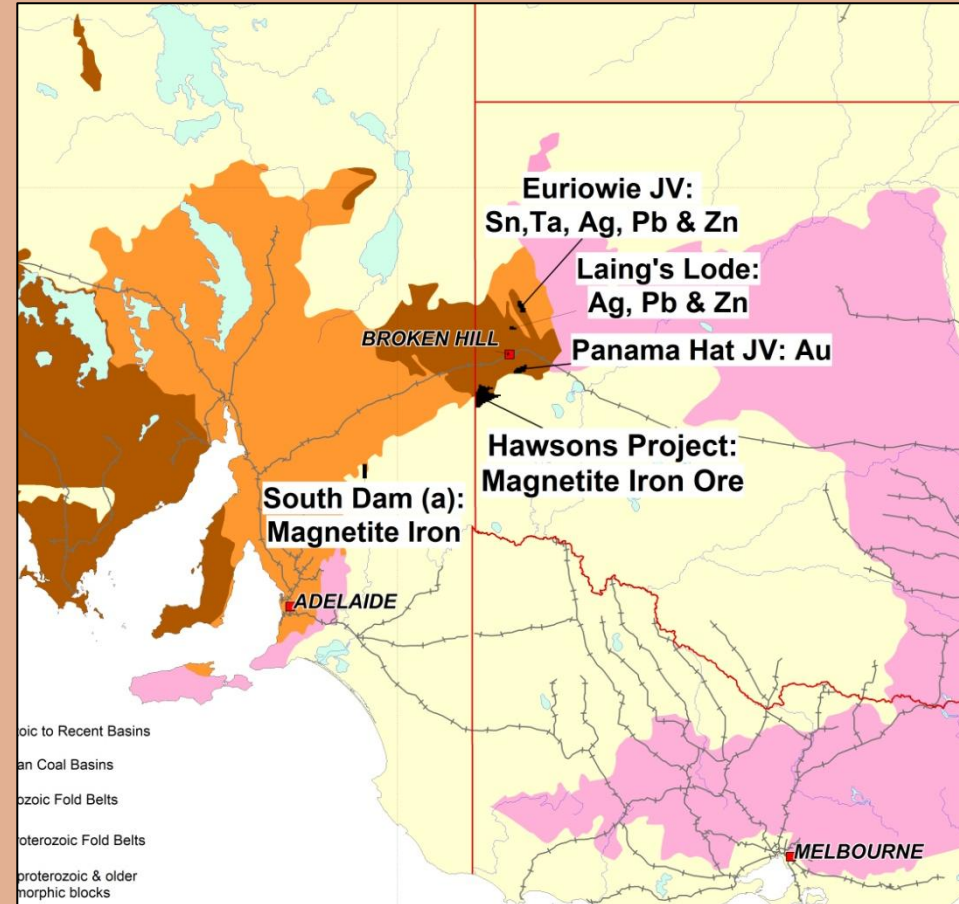 Euriowie JV:
Sn,Ta, Ag, Pb & Zn
Laing's Lode:
Ag, Pb & Zn
BROKEN HILL
Panama Hat JV: Au
Hawsons Project:
Magnetite Iron Ore
South Dam (a):
Magnetite Iron
ADELAIDE
oic to Recent Basins
an Coal Basins
ozoic Fold Belts
roterozoic Fold Belts
proterozoic & older
morphic blocks
MELBOURNE